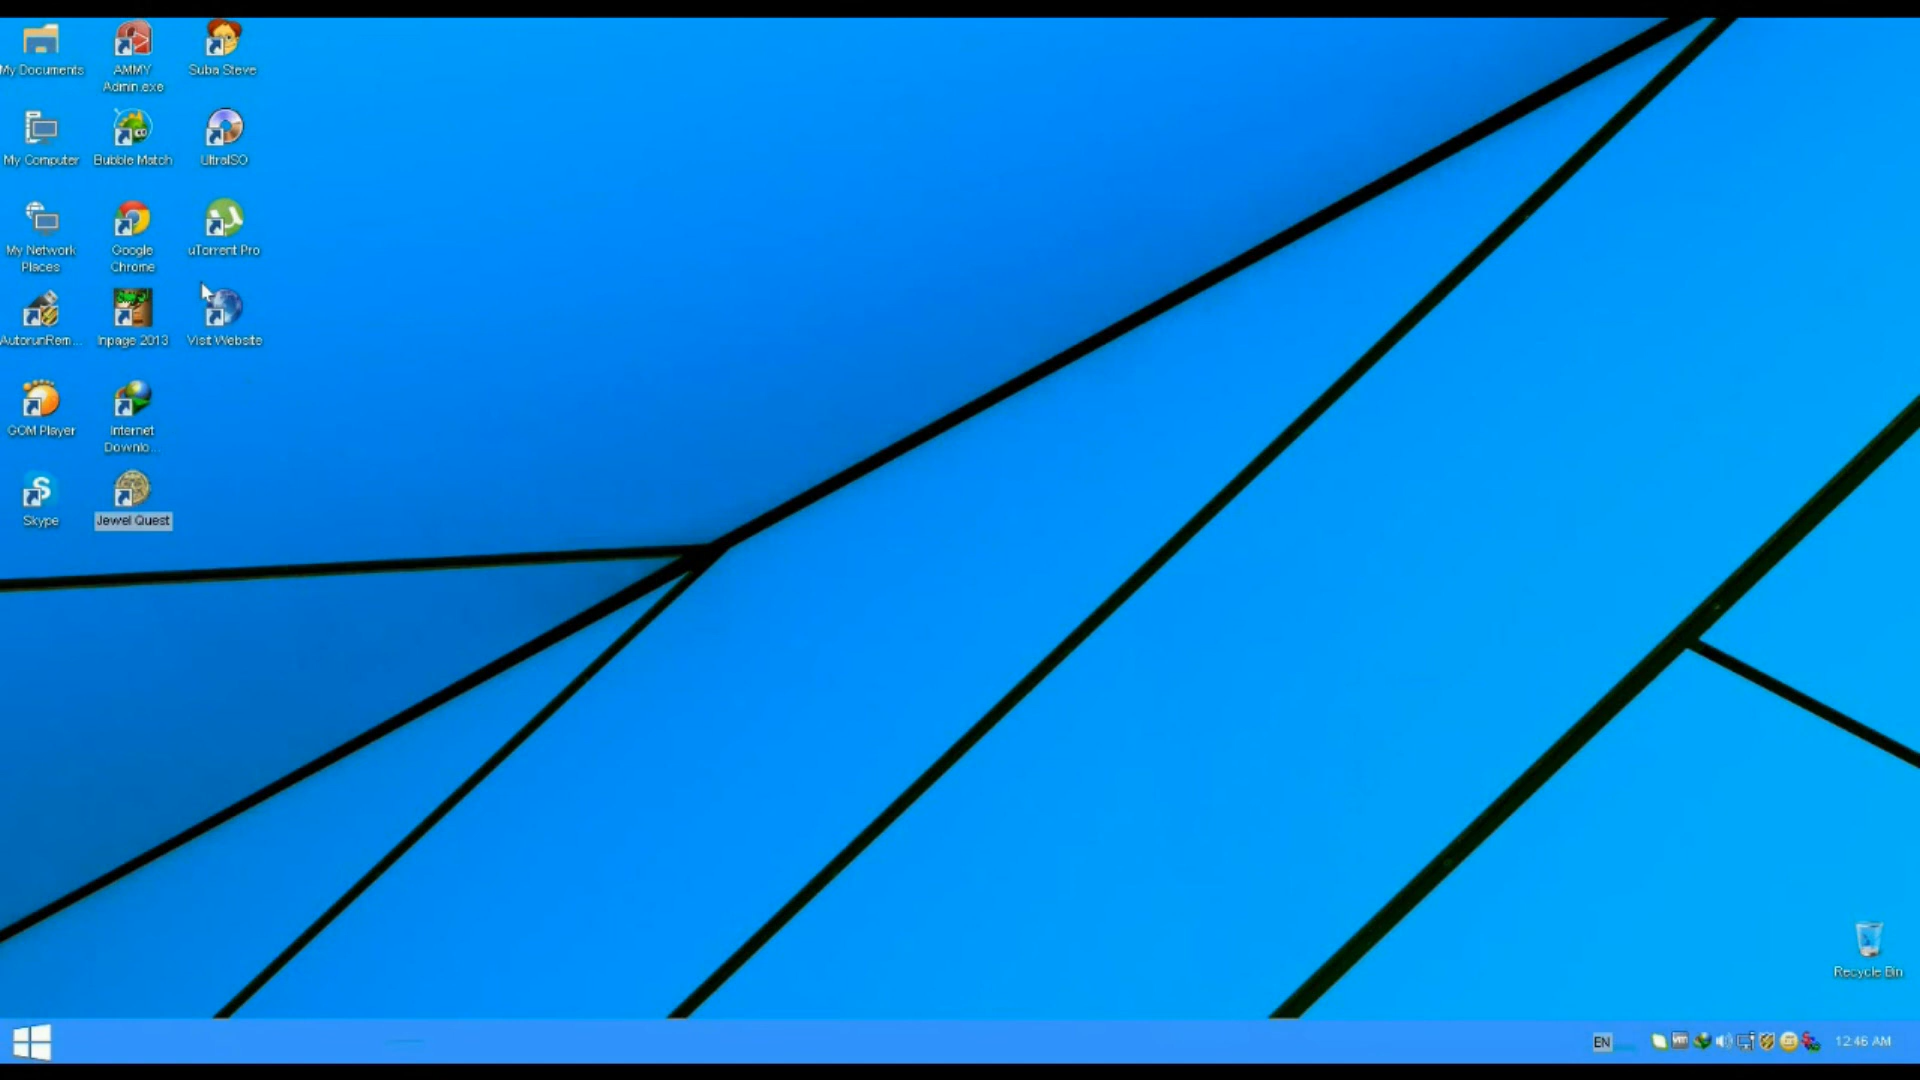 My Documents
AMMY
Admin.exe
Suba Steve
My Computer
Bubble Match
UltraISO
My Network
Places
Google
Chrome
uTorrent Pro
AutorunRem...
Inpage 2013
Visit Website
GOM Player
Internet
Downlo...
Skype
Jewel Quest
Recycle Bin
EN
12:46 AM